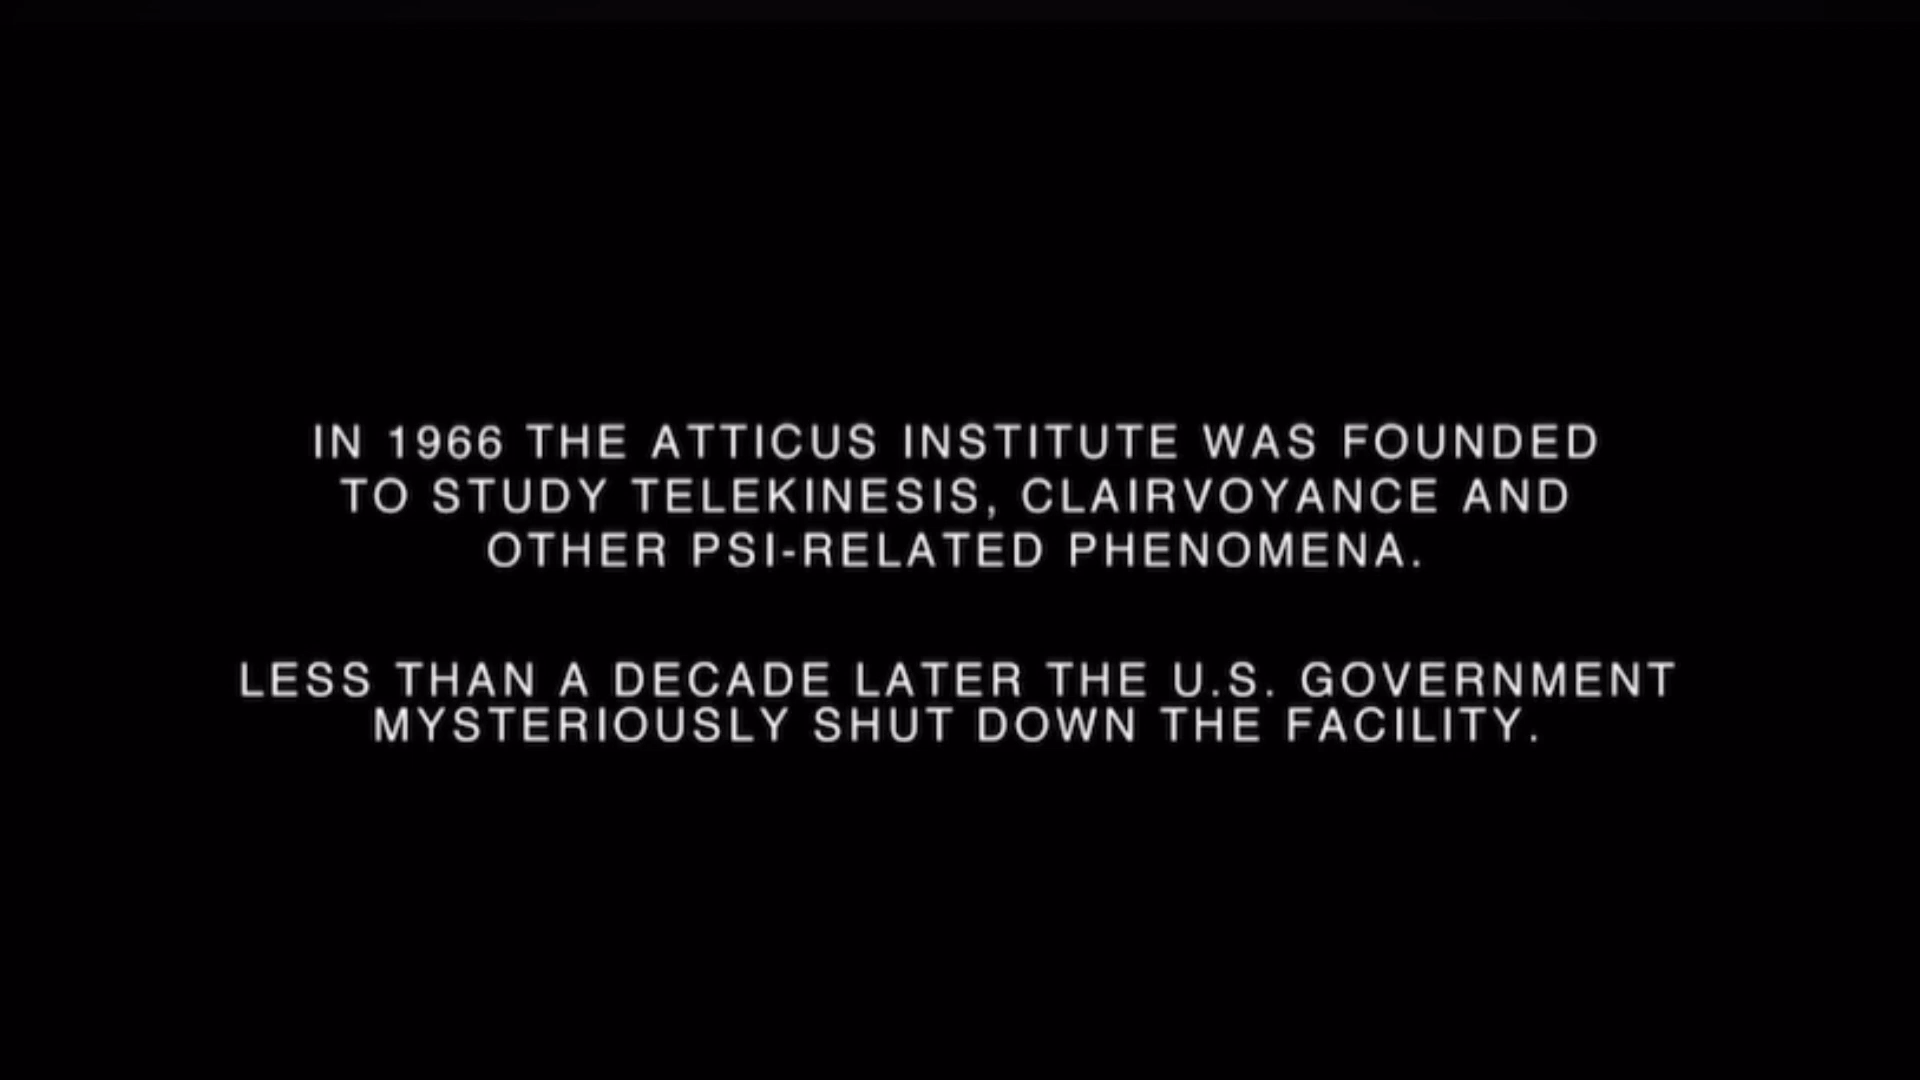 IN 1966 THE ATTICUS INSTITUTE WAS FOUNDED
TO STUDY TELEKINESIS, CLAIRVOYANCE AND
OTHER PSI-RELATED PHENOMENA.
LESS THAN A DECADE LATER THE U.S. GOVERNMENT
MYSTERIOUSLY SHUT DOWN THE FACILITY.